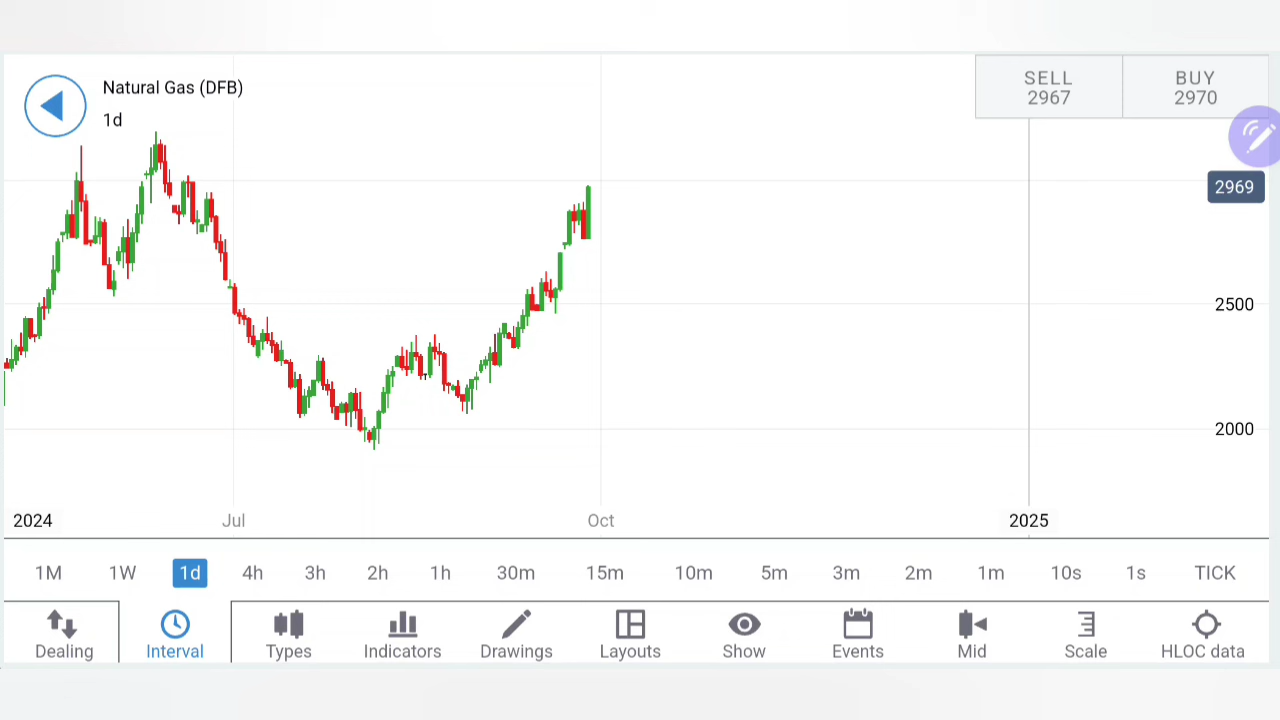 Natural Gas (DFB)
1d
SELL
2967
BUY
2970
2969
2500
2000
2024
Jul
Oct
2025
1M 1W 1d 4h 3h 2h 1h 30m 15m 10m 5m 3m 2m 1m 10s 1s TICK
Dealing Interval Types Indicators Drawings Layouts Show Events Mid Scale HLOC data